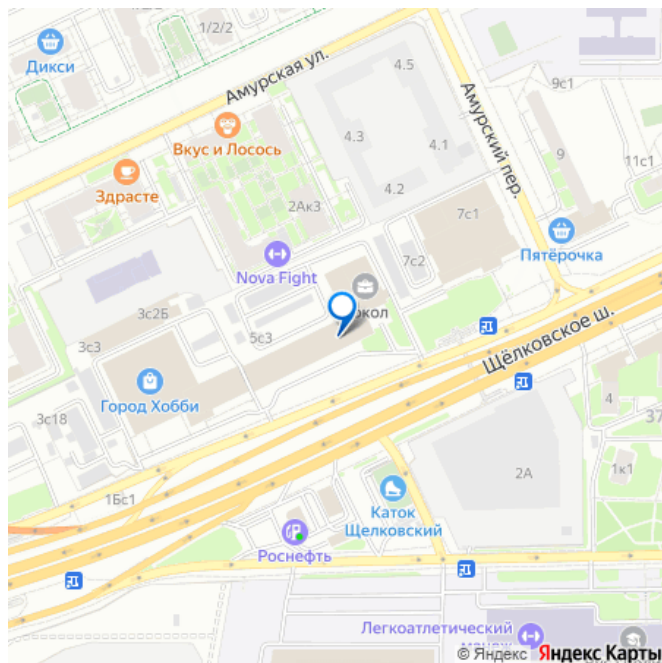 1/2/2
Дикси
Амурская ул.
4.5
Амурский пер.
9с1
4.3
4.1
Вкус и Лосось
9
11с1
4.2
Здрасте
2Ак3
7с1
Nova Fight
7с2
Пятёрочка
3с2Б
окол
5с3
3с3
Щёлковское ш.
Город Хобби
3с18
4
37
2А
1к1
1Бс1
Каток
Щелковский
Роснефть
Легкоатлетический
© Яндекс Яндекс Карты